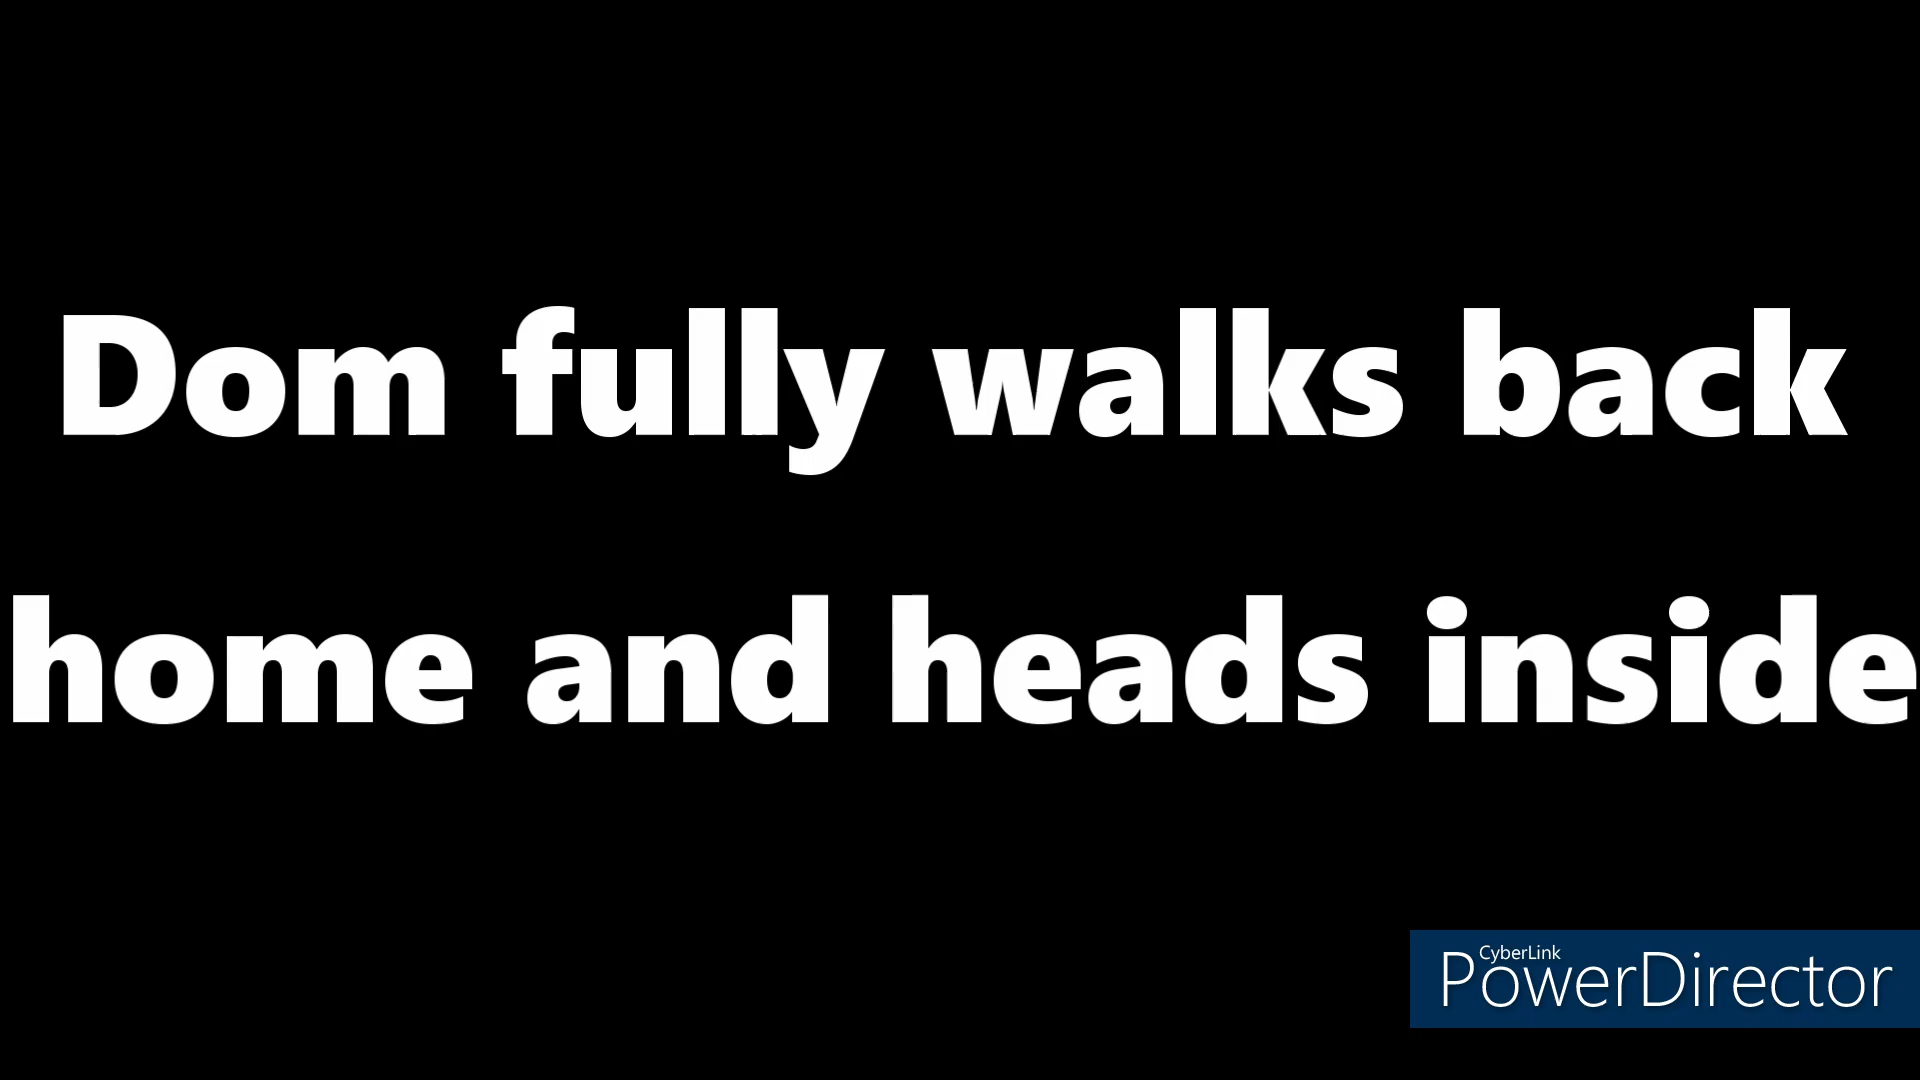 Dom fully walks back
home and heads inside
CyberLink
PowerDirector